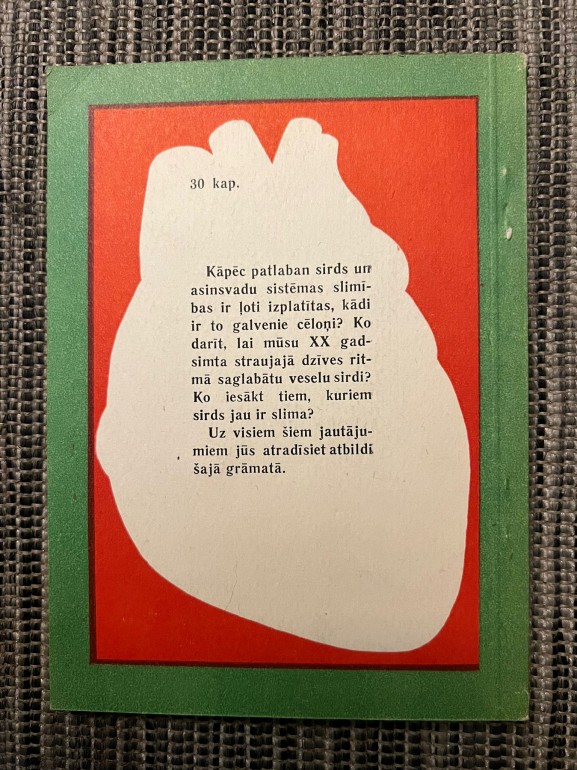 30 kap.
Kāpēc patlaban sirds un
asinsvadu sistēmas slimī-
bas ir ļoti izplatītas, kādi
ir to galvenie cēloņi? Ko
darīt, lai mūsu XX gad-
simta straujajā dzīves rit-
mā saglabātu veselu sirdi?
Ko iesākt tiem, kuriem
sirds jau ir slima?
Uz visiem šiem jautāju-
miem jūs atradīsiet atbildi
šajā grāmatā.